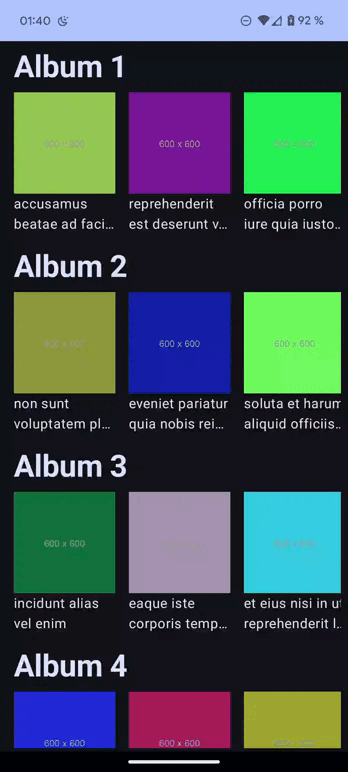 01:40 92 %
Album 1
600 x 600 600 x 600 600 x 600
accusamus reprehenderit officia porro
beatae ad faci… est deserunt v… iure quia iusto…
Album 2
600 x 600 600 x 600 600 x 600
non sunt eveniet pariatur soluta et harum
voluptatem pl… quia nobis rei… aliquid officiis…
Album 3
600 x 600 600 x 600 600 x 600
incidunt alias eaque iste et eius nisi in ut
vel enim corporis temp… reprehenderit l…
Album 4
600 x 600 600 x 600 600 x 600